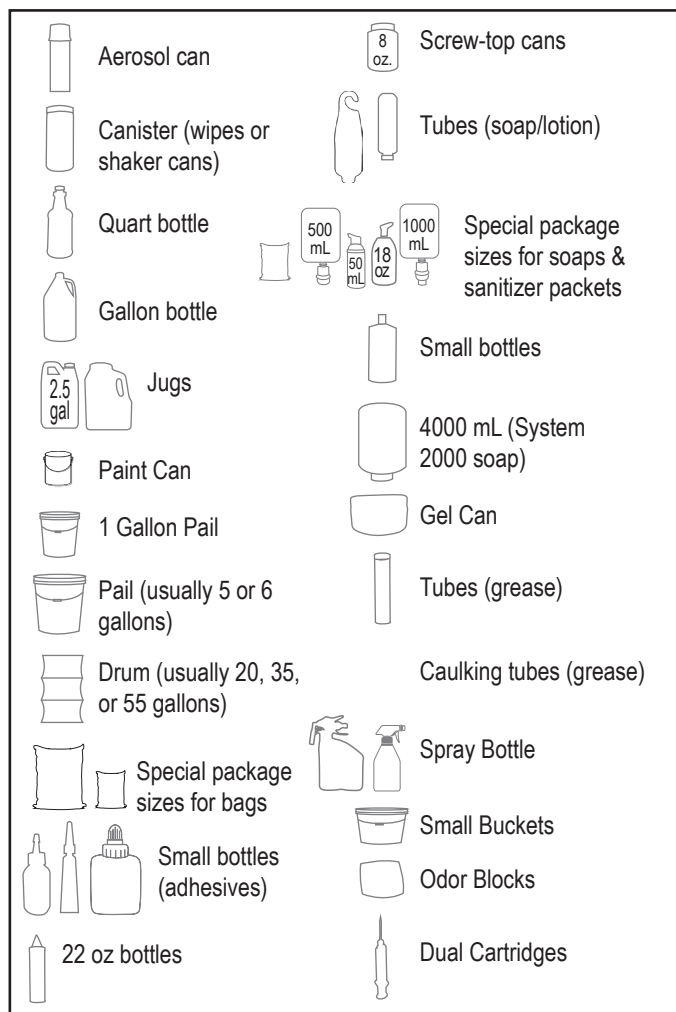 Aerosol can
Canister (wipes or
shaker cans)
Quart bottle
Gallon bottle
2.5
gal
Jugs
Paint Can
1 Gallon Pail
Pail (usually 5 or 6
gallons)
Drum (usually 20, 35,
or 55 gallons)
Special package
sizes for bags
Small bottles
(adhesives)
22 oz bottles
8
oz.
Screw-top cans
Tubes (soap/lotion)
500
mL
50
mL
18
oz
1000
mL
Special package
sizes for soaps &
sanitizer packets
Small bottles
4000 mL (System
2000 soap)
Gel Can
Tubes (grease)
Caulking tubes (grease)
Spray Bottle
Small Buckets
Odor Blocks
Dual Cartridges